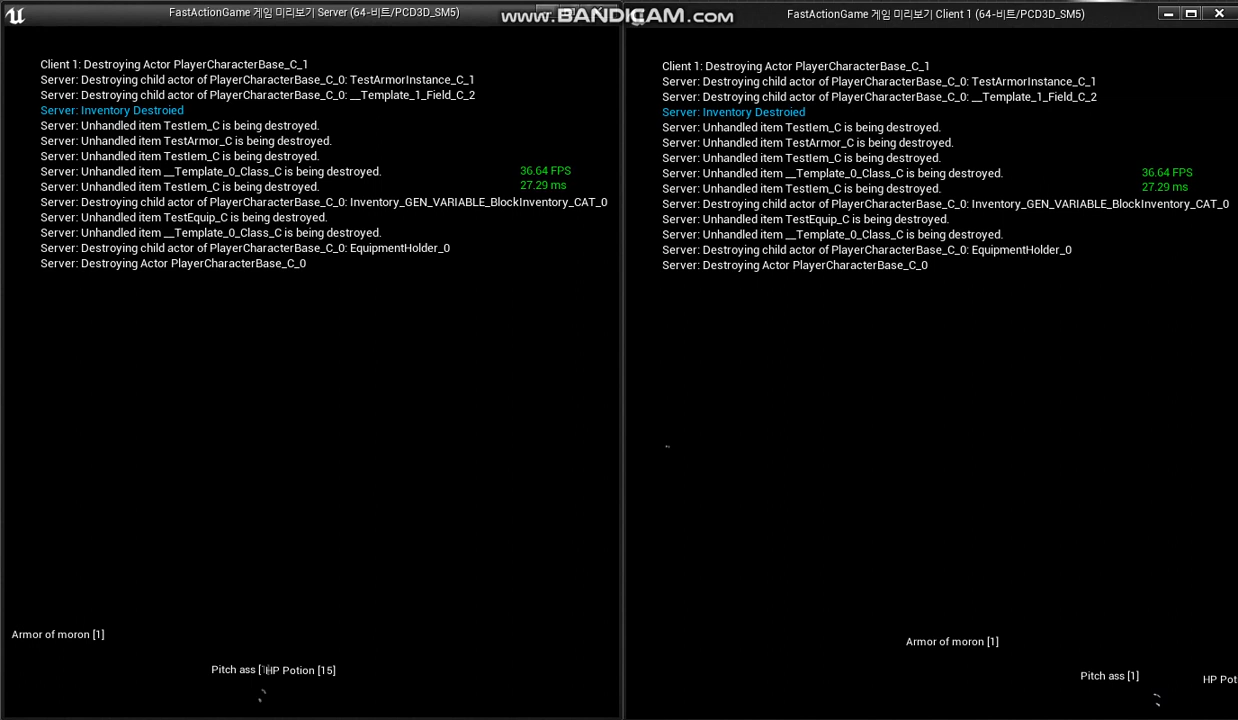 FastActionGame 게임 미리보기 Server (64-비트/PCD3D_SM5)
www.BANDICAM.com
FastActionGame 게임 미리보기 Client 1 (64-비트/PCD3D_SM5)
Client 1: Destroying Actor PlayerCharacterBase_C_1
Server: Destroying child actor of PlayerCharacterBase_C_0: TestArmorInstance_C_1
Server: Destroying child actor of PlayerCharacterBase_C_0: __Template_1_Field_C_2
Server: Inventory Destroied
Server: Unhandled item TestIem_C is being destroyed.
Server: Unhandled item TestArmor_C is being destroyed.
Server: Unhandled item TestIem_C is being destroyed.
Server: Unhandled item __Template_0_Class_C is being destroyed.
Server: Unhandled item TestIem_C is being destroyed.
Server: Destroying child actor of PlayerCharacterBase_C_0: Inventory_GEN_VARIABLE_BlockInventory_CAT_0
Server: Unhandled item TestEquip_C is being destroyed.
Server: Unhandled item __Template_0_Class_C is being destroyed.
Server: Destroying child actor of PlayerCharacterBase_C_0: EquipmentHolder_0
Server: Destroying Actor PlayerCharacterBase_C_0
36.64 FPS
27.29 ms
Armor of moron [1]
Pitch ass [1]
HP Potion [15]
Client 1: Destroying Actor PlayerCharacterBase_C_1
Server: Destroying child actor of PlayerCharacterBase_C_0: TestArmorInstance_C_1
Server: Destroying child actor of PlayerCharacterBase_C_0: __Template_1_Field_C_2
Server: Inventory Destroied
Server: Unhandled item TestIem_C is being destroyed.
Server: Unhandled item TestArmor_C is being destroyed.
Server: Unhandled item TestIem_C is being destroyed.
Server: Unhandled item __Template_0_Class_C is being destroyed.
Server: Unhandled item TestIem_C is being destroyed.
Server: Destroying child actor of PlayerCharacterBase_C_0: Inventory_GEN_VARIABLE_BlockInventory_CAT_0
Server: Unhandled item TestEquip_C is being destroyed.
Server: Unhandled item __Template_0_Class_C is being destroyed.
Server: Destroying child actor of PlayerCharacterBase_C_0: EquipmentHolder_0
Server: Destroying Actor PlayerCharacterBase_C_0
36.64 FPS
27.29 ms
Armor of moron [1]
Pitch ass [1]
HP Pot